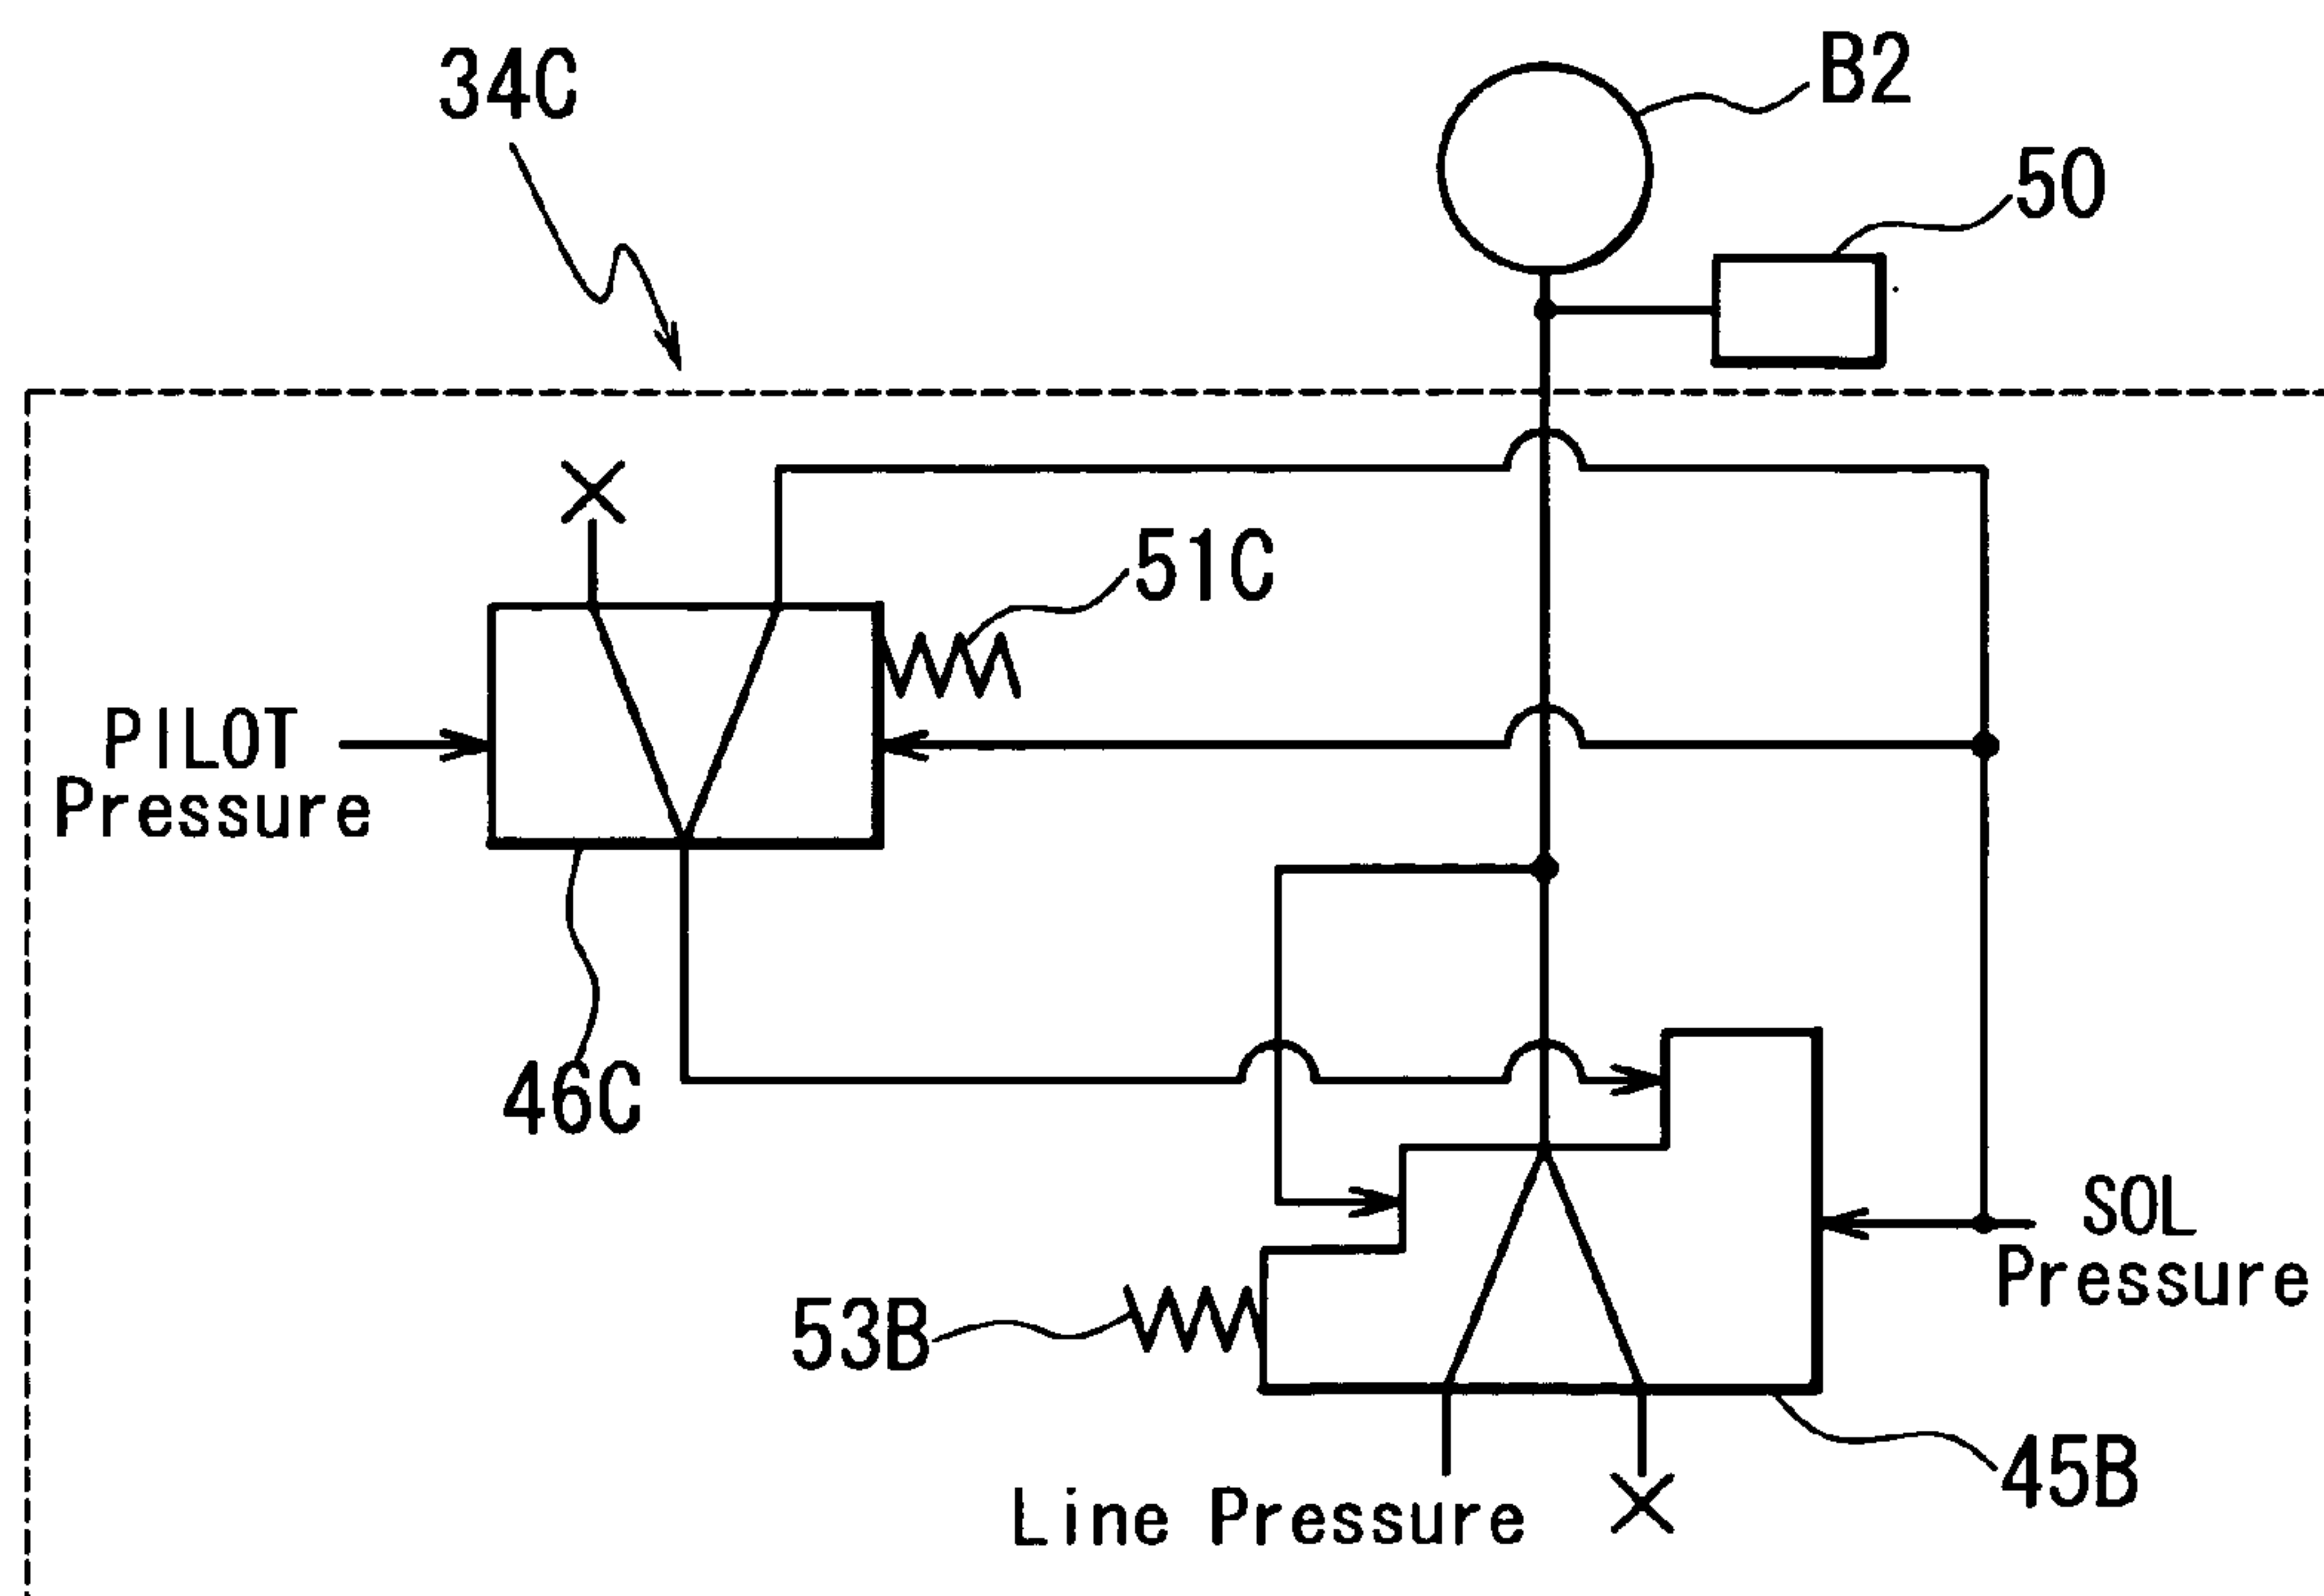 34C
B2
50
51C
PILOT
Pressure
46C
SOL
Pressure
53B
45B
Line Pressure